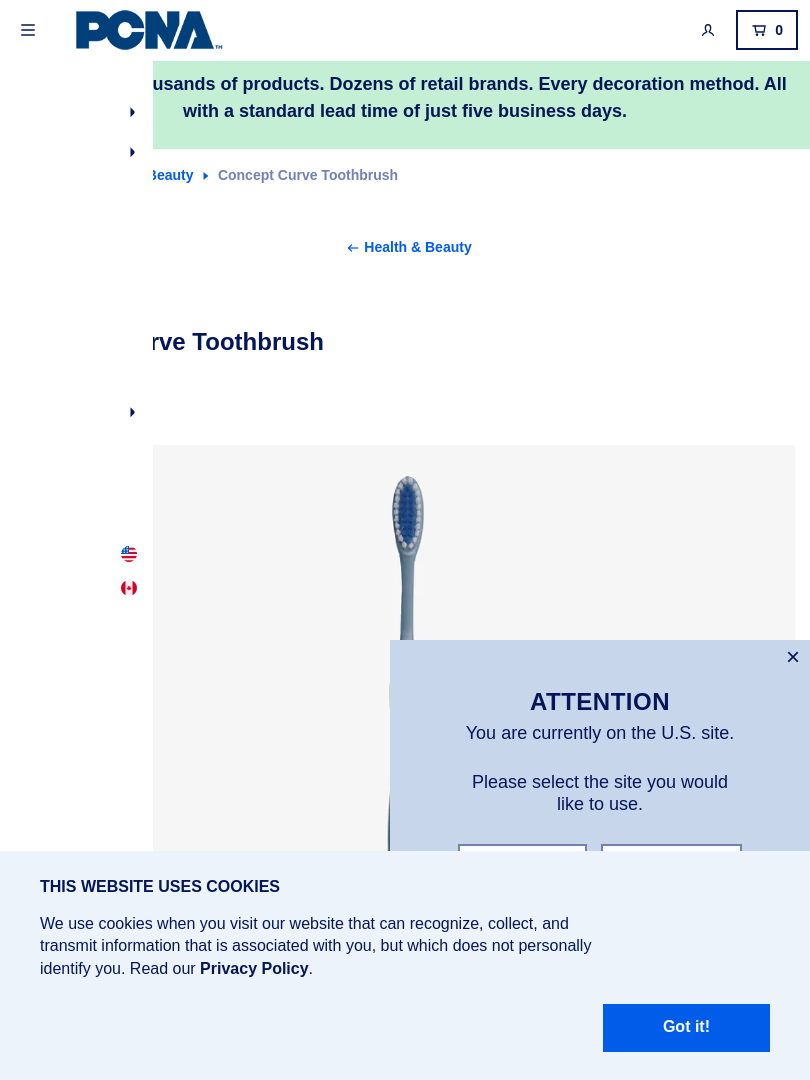 PCNA™
0
usands of products. Dozens of retail brands. Every decoration method. All
with a standard lead time of just five business days.
Beauty Concept Curve Toothbrush
Health & Beauty
rve Toothbrush
ATTENTION
You are currently on the U.S. site.
Please select the site you would
like to use.
THIS WEBSITE USES COOKIES
We use cookies when you visit our website that can recognize, collect, and
transmit information that is associated with you, but which does not personally
identify you. Read our Privacy Policy.
Got it!